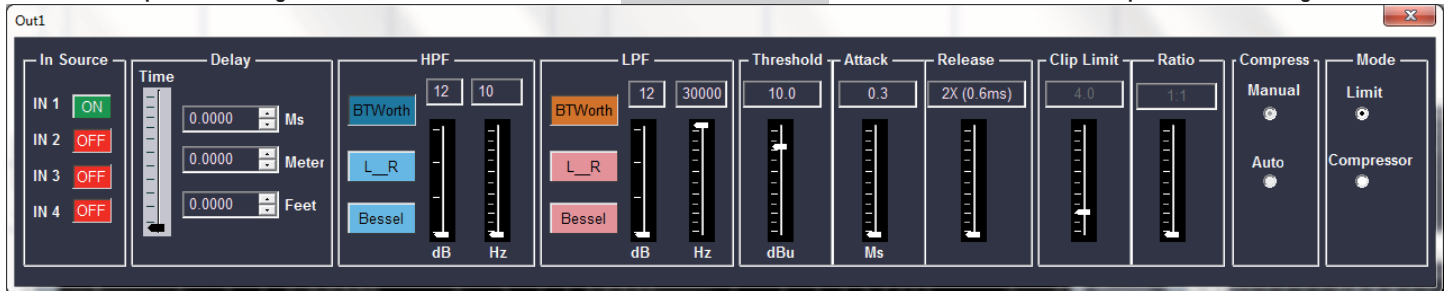 Out1
In Source
IN 1 ON
IN 2 OFF
IN 3 OFF
IN 4 OFF
Delay
Time
0.0000 Ms
0.0000 Meter
0.0000 Feet
HPF
12 10
BTWorth
L__R
Bessel
dB Hz
LPF
12 30000
BTWorth
L__R
Bessel
dB Hz
Threshold
10.0
dBu
Attack
0.3
Ms
Release
2X (0.6ms)
Clip Limit
4.0
Ratio
1:1
Compress
Manual
Auto
Mode
Limit
Compressor